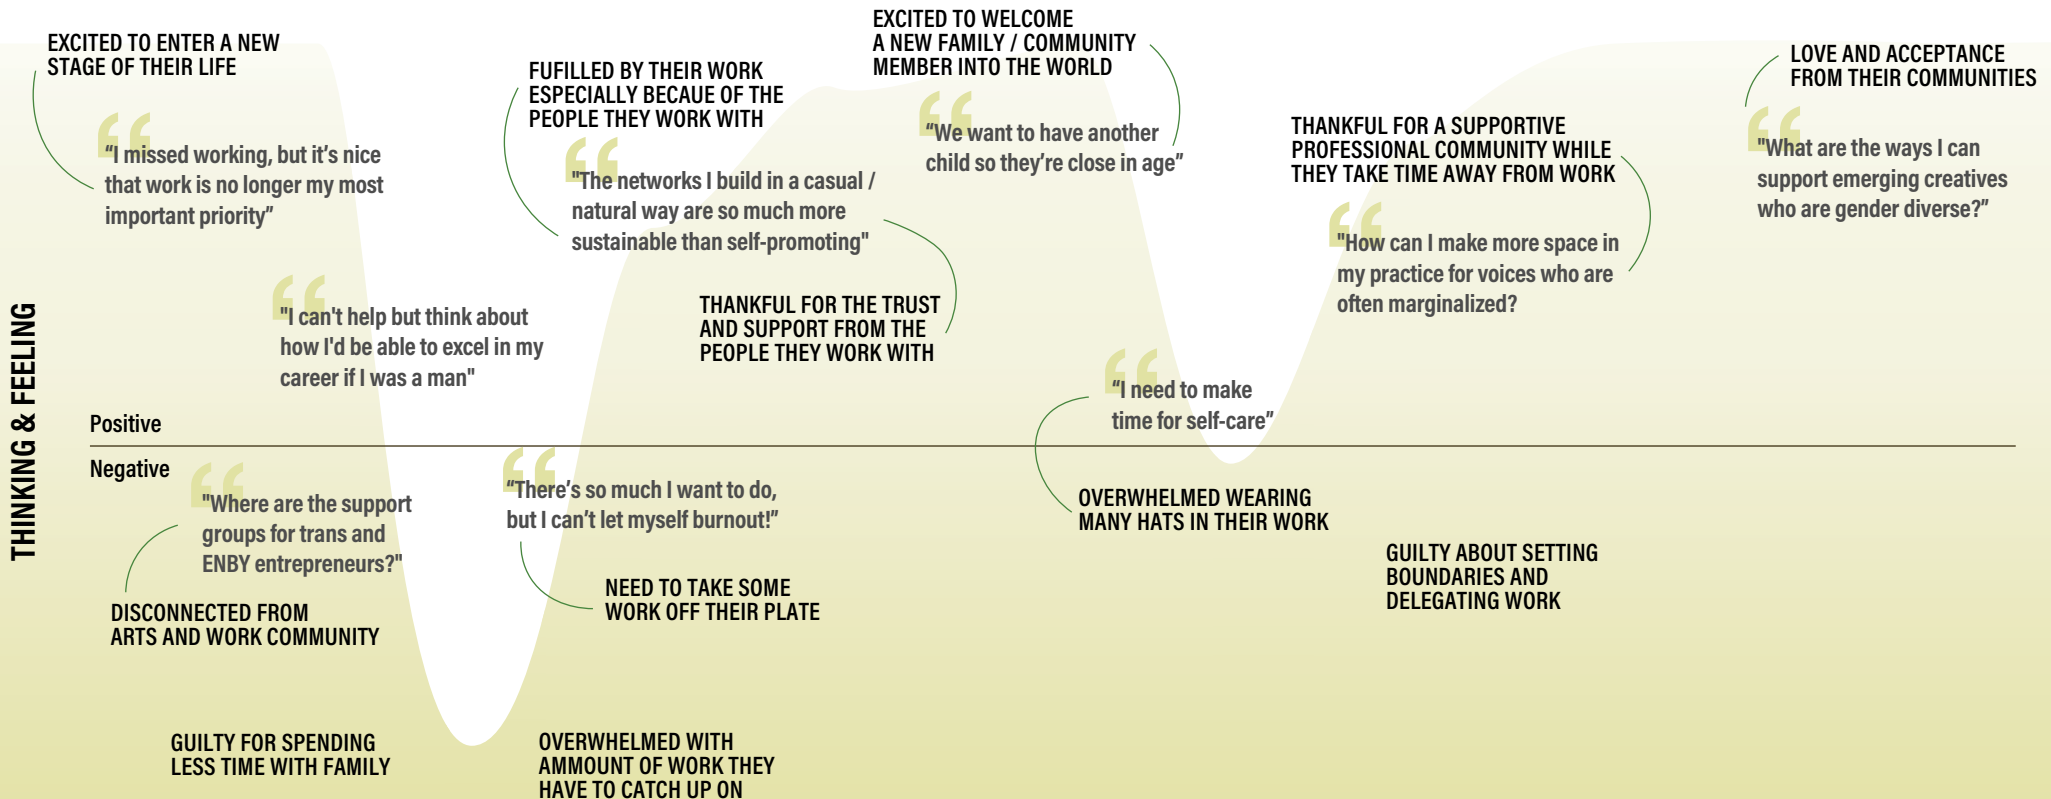 EXCITED TO ENTER A NEW
STAGE OF THEIR LIFE
“I missed working, but it’s nice
that work is no longer my most
important priority”
"I can't help but think about
how I'd be able to excel in my
career if I was a man"
FUFILLED BY THEIR WORK
ESPECIALLY BECAUE OF THE
PEOPLE THEY WORK WITH
"The networks I build in a casual /
natural way are so much more
sustainable than self-promoting"
THANKFUL FOR THE TRUST
AND SUPPORT FROM THE
PEOPLE THEY WORK WITH
EXCITED TO WELCOME
A NEW FAMILY / COMMUNITY
MEMBER INTO THE WORLD
“We want to have another
child so they’re close in age”
“I need to make
time for self-care”
THANKFUL FOR A SUPPORTIVE
PROFESSIONAL COMMUNITY WHILE
THEY TAKE TIME AWAY FROM WORK
"How can I make more space in
my practice for voices who are
often marginalized?
LOVE AND ACCEPTANCE
FROM THEIR COMMUNITIES
"What are the ways I can
support emerging creatives
who are gender diverse?”
THINKING & FEELING
Positive
Negative
"Where are the support
groups for trans and
ENBY entrepreneurs?"
DISCONNECTED FROM
ARTS AND WORK COMMUNITY
GUILTY FOR SPENDING
LESS TIME WITH FAMILY
“There’s so much I want to do,
but I can’t let myself burnout!”
NEED TO TAKE SOME
WORK OFF THEIR PLATE
OVERWHELMED WITH
AMMOUNT OF WORK THEY
HAVE TO CATCH UP ON
OVERWHELMED WEARING
MANY HATS IN THEIR WORK
GUILTY ABOUT SETTING
BOUNDARIES AND
DELEGATING WORK